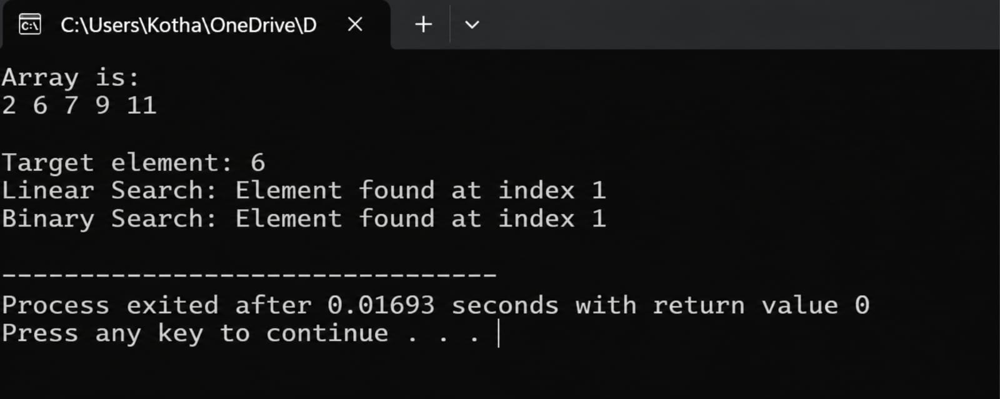 C:\Users\Kotha\OneDrive\D
Array is:
2 6 7 9 11
Target element: 6
Linear Search: Element found at index 1
Binary Search: Element found at index 1
--------------------------------
Process exited after 0.01693 seconds with return value 0
Press any key to continue . . .